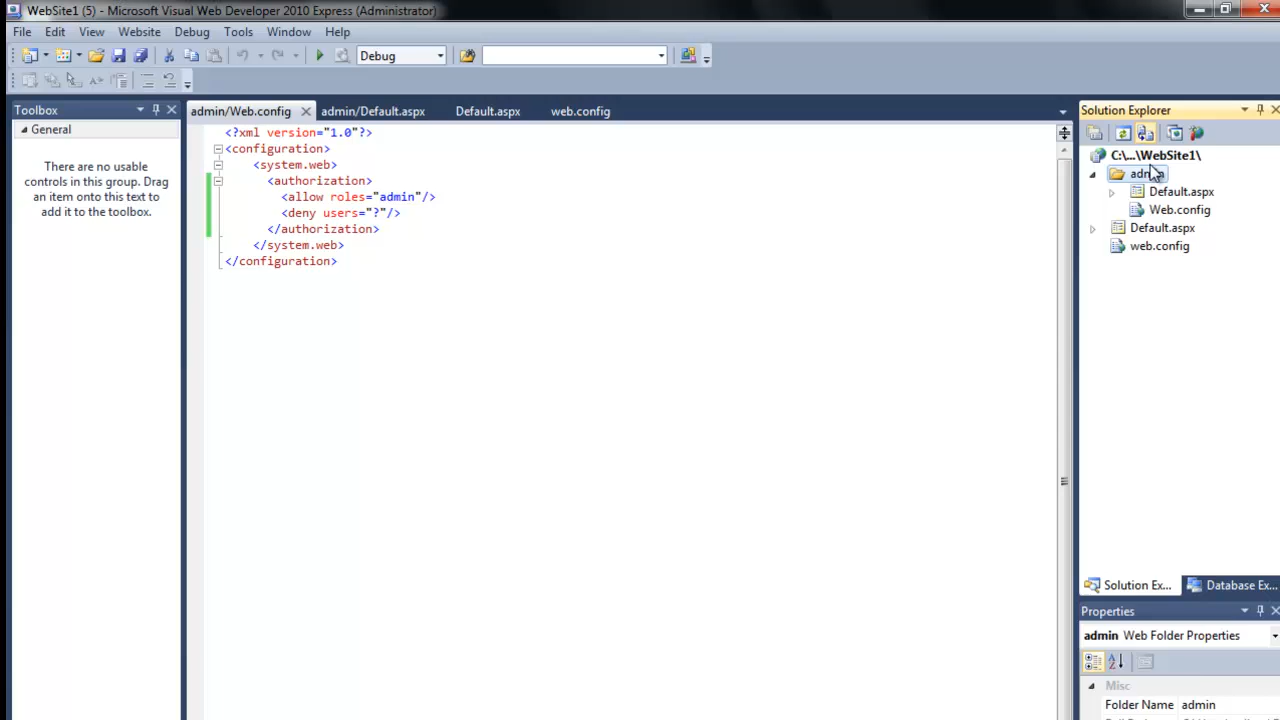 WebSite1 (5) - Microsoft Visual Web Developer 2010 Express (Administrator)
File Edit View Website Debug Tools Window Help
Debug
Toolbox
General
There are no usable
controls in this group. Drag
an item onto this text to
add it to the toolbox.
admin/Web.config admin/Default.aspx Default.aspx web.config
<?xml version="1.0"?>
<configuration>
<system.web>
<authorization>
<allow roles="admin"/>
<deny users="?"/>
</authorization>
</system.web>
</configuration>
Solution Explorer
C:\...\WebSite1\
admin
Default.aspx
Web.config
Default.aspx
web.config
Solution Ex... Database Ex...
Properties
admin Web Folder Properties
Misc
Folder Name admin